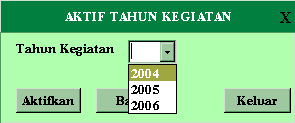 AKTIF TAHUN KEGIATAN X
Tahun Kegiatan
2004
2005
2006
Aktifkan Keluar